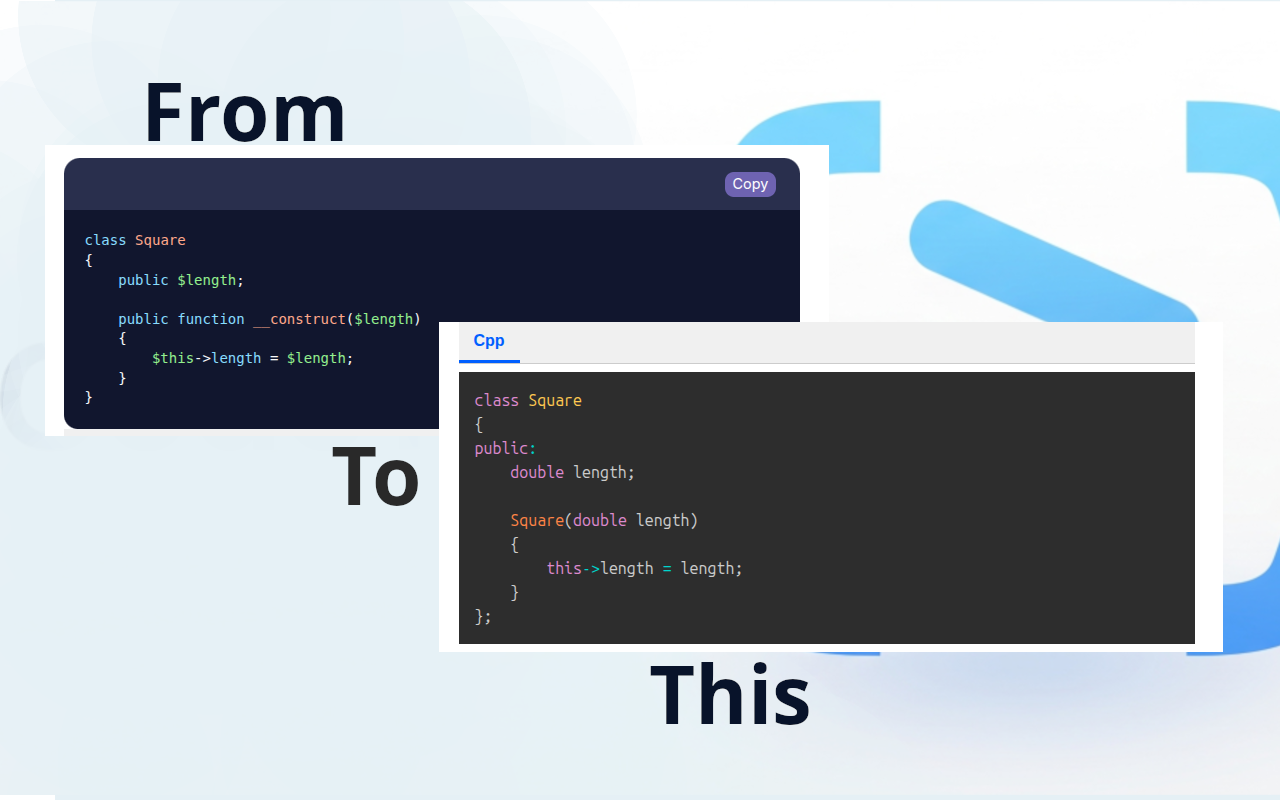 From
Copy
class Square
{
    public $length;

    public function __construct($length)
    {
        $this->length = $length;
    }
}
To
Cpp
class Square
{
public:
    double length;

    Square(double length)
    {
        this->length = length;
    }
};
This